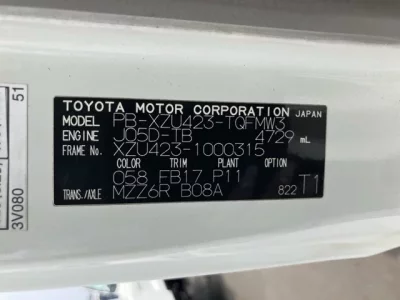 TOYOTA MOTOR CORPORATION JAPAN
MODEL PB-XZU423-TQFMW3
ENGINE J05D-TB 4729 mL
FRAME No. XZU423-1000315
COLOR TRIM PLANT OPTION
058 FB17 P11
TRANS./AXLE MZZ6R B08A 822 T1
51
3V080